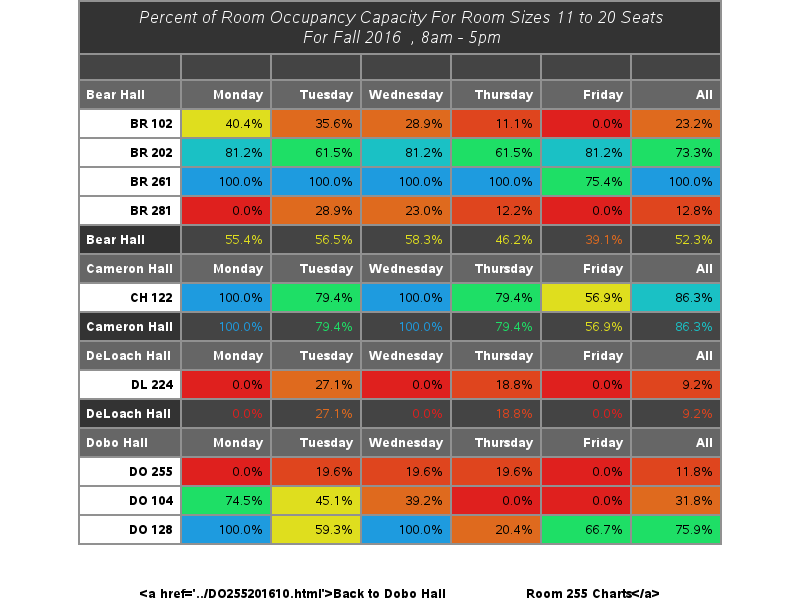 Percent of Room Occupancy Capacity For Room Sizes 11 to 20 Seats
For Fall 2016 , 8am - 5pm
Bear Hall Monday Tuesday Wednesday Thursday Friday All
BR 102 40.4% 35.6% 28.9% 11.1% 0.0% 23.2%
BR 202 81.2% 61.5% 81.2% 61.5% 81.2% 73.3%
BR 261 100.0% 100.0% 100.0% 100.0% 75.4% 100.0%
BR 281 0.0% 28.9% 23.0% 12.2% 0.0% 12.8%
Bear Hall 55.4% 56.5% 58.3% 46.2% 39.1% 52.3%
Cameron Hall Monday Tuesday Wednesday Thursday Friday All
CH 122 100.0% 79.4% 100.0% 79.4% 56.9% 86.3%
Cameron Hall 100.0% 79.4% 100.0% 79.4% 56.9% 86.3%
DeLoach Hall Monday Tuesday Wednesday Thursday Friday All
DL 224 0.0% 27.1% 0.0% 18.8% 0.0% 9.2%
DeLoach Hall 0.0% 27.1% 0.0% 18.8% 0.0% 9.2%
Dobo Hall Monday Tuesday Wednesday Thursday Friday All
DO 255 0.0% 19.6% 19.6% 19.6% 0.0% 11.8%
DO 104 74.5% 45.1% 39.2% 0.0% 0.0% 31.8%
DO 128 100.0% 59.3% 100.0% 20.4% 66.7% 75.9%
<a href='../DO255201610.html'>Back to Dobo Hall Room 255 Charts</a>